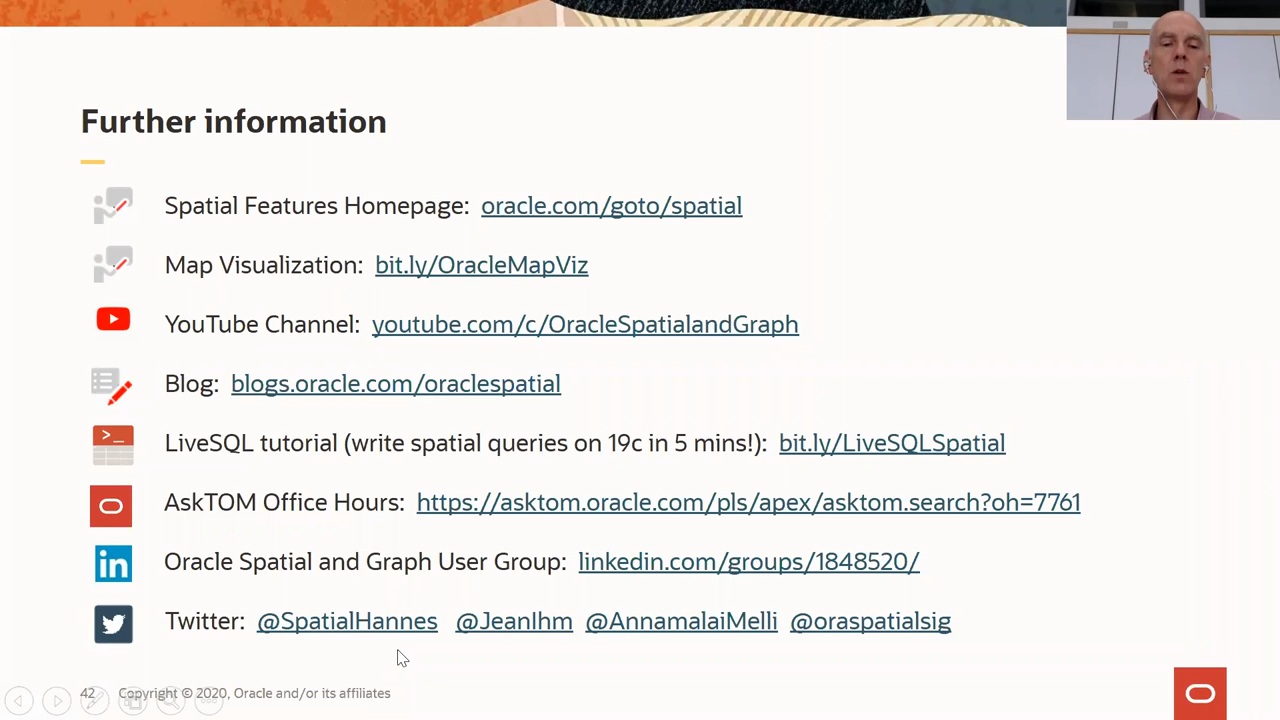 Further information
Spatial Features Homepage: oracle.com/goto/spatial
Map Visualization: bit.ly/OracleMapViz
YouTube Channel: youtube.com/c/OracleSpatialandGraph
Blog: blogs.oracle.com/oraclespatial
LiveSQL tutorial (write spatial queries on 19c in 5 mins!): bit.ly/LiveSQLSpatial
AskTOM Office Hours: https://asktom.oracle.com/pls/apex/asktom.search?oh=7761
Oracle Spatial and Graph User Group: linkedin.com/groups/1848520/
Twitter: @SpatialHannes @JeanIhm @AnnamalaiMelli @oraspatialsig
42 Copyright © 2020, Oracle and/or its affiliates